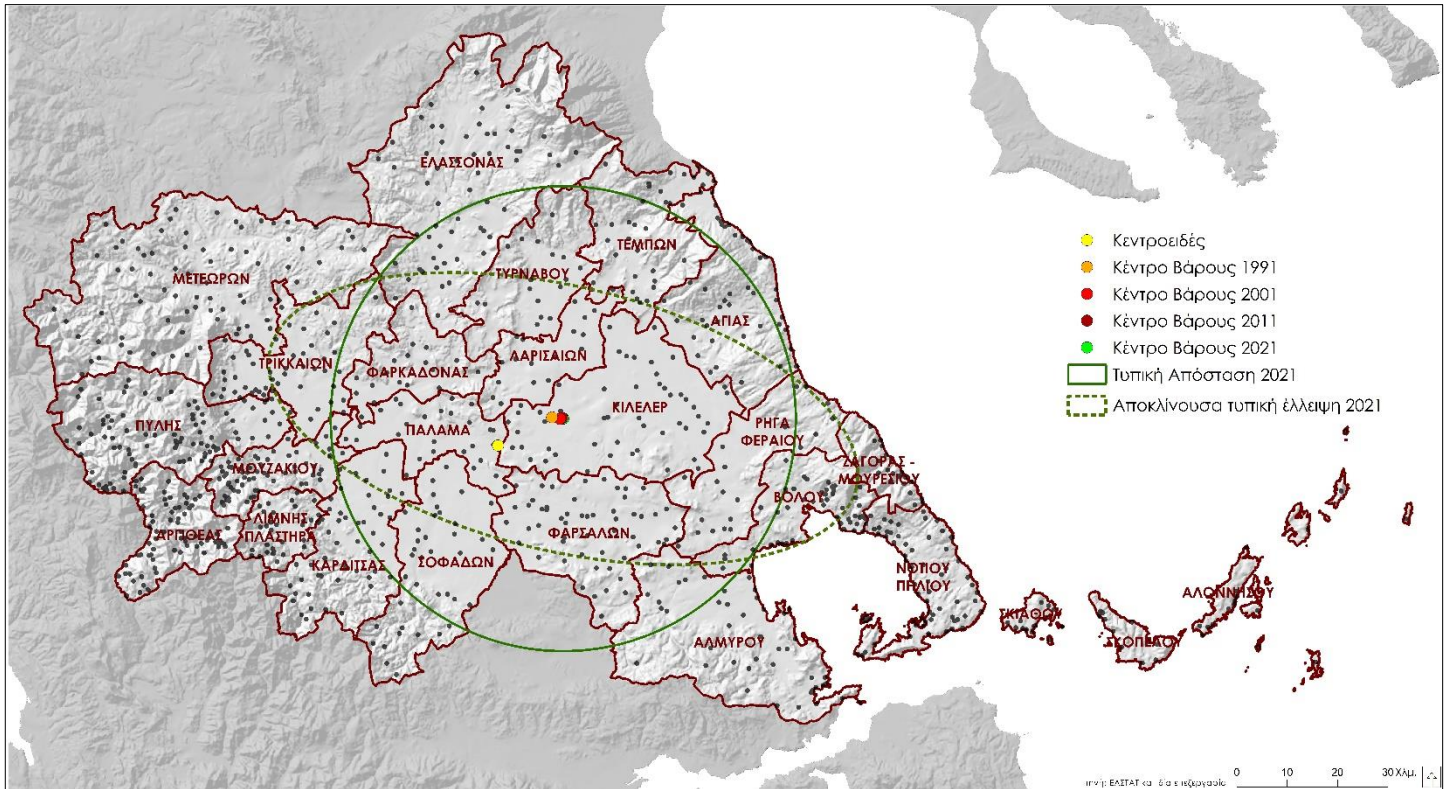 ΕΛΑΣΣΟΝΑΣ
ΤΕΜΠΩΝ
ΜΕΤΕΩΡΩΝ
ΤΥΡΝΑΒΟΥ
ΑΓΙΑΣ
ΤΡΙΚΚΑΙΩΝ
ΛΑΡΙΣΑΙΩΝ
ΦΑΡΚΑΔΟΝΑΣ
ΚΙΛΕΛΕΡ
ΠΥΛΗΣ
ΠΑΛΑΜΑ
ΡΗΓΑ
ΦΕΡΑΙΟΥ
ΜΟΥΖΑΚΙΟΥ
ΖΑΓΟΡΑΣ -
ΜΟΥΡΕΣΙΟΥ
ΒΟΛΟΥ
ΛΙΜΝΗΣ
ΠΛΑΣΤΗΡΑ
ΑΡΓΙΘΕΑΣ
ΦΑΡΣΑΛΩΝ
ΚΑΡΔΙΤΣΑΣ
ΣΟΦΑΔΩΝ
ΝΟΤΙΟΥ
ΠΗΛΙΟΥ
ΑΛΟΝΝΗΣΟΥ
ΣΚΙΑΘΟΥ
ΣΚΟΠΕΛΟΥ
ΑΛΜΥΡΟΥ
Κεντροειδές
Κέντρο Βάρους 1991
Κέντρο Βάρους 2001
Κέντρο Βάρους 2011
Κέντρο Βάρους 2021
Τυπική Απόσταση 2021
Αποκλίνουσα τυπική έλλειψη 2021
ΕΛΣΤΑΤ
επεξεργασία
0 10 20 30 Χλμ.